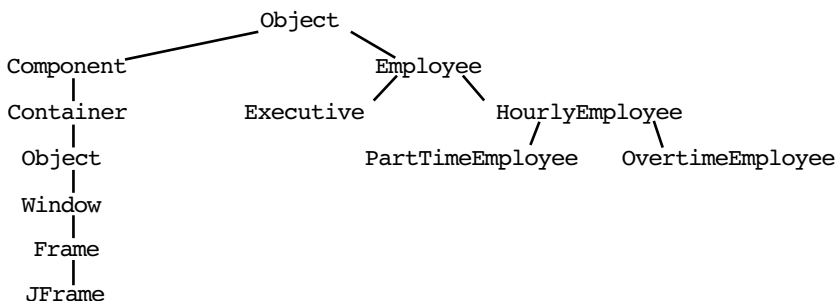 Object
Component Employee
Container Executive HourlyEmployee
Object PartTimeEmployee OvertimeEmployee
Window
Frame
JFrame